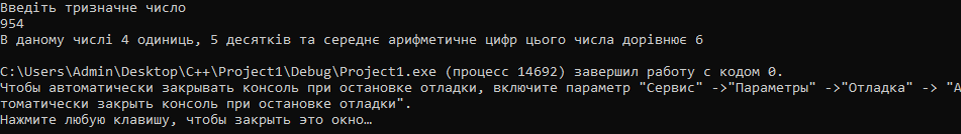 Введіть тризначне число
954
В даному числі 4 одиниць, 5 десятків та середнє арифметичне цифр цього числа дорівнює 6
C:\Users\Admin\Desktop\C++\Project1\Debug\Project1.exe (процесс 14692) завершил работу с кодом 0.
Чтобы автоматически закрывать консоль при остановке отладки, включите параметр "Сервис" ->"Параметры" ->"Отладка" -> "А
томатически закрыть консоль при остановке отладки".
Нажмите любую клавишу, чтобы закрыть это окно…